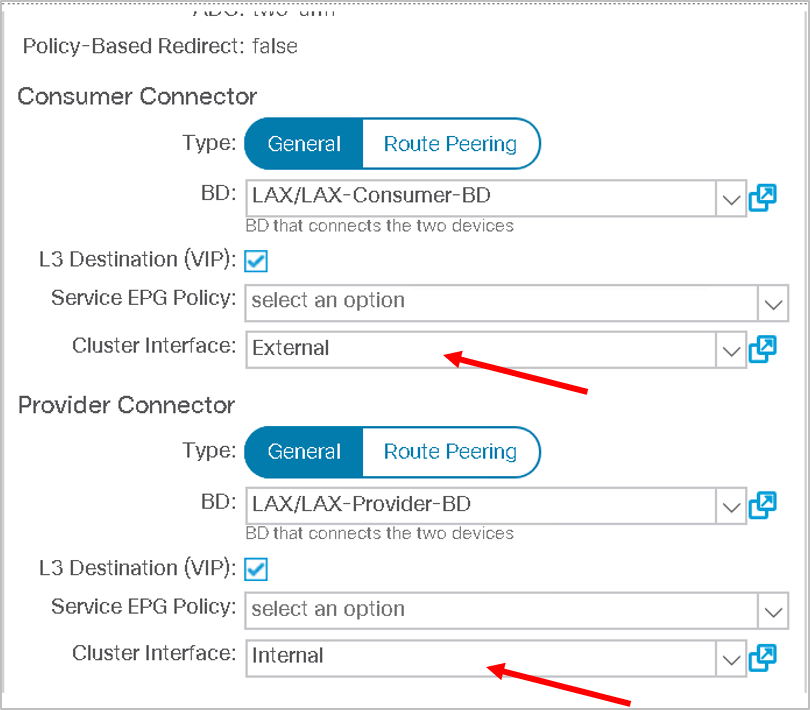 ADC: two-arm
Policy-Based Redirect: false
Consumer Connector
Type: General Route Peering
BD: LAX/LAX-Consumer-BD
BD that connects the two devices
L3 Destination (VIP):
Service EPG Policy: select an option
Cluster Interface: External
Provider Connector
Type: General Route Peering
BD: LAX/LAX-Provider-BD
BD that connects the two devices
L3 Destination (VIP):
Service EPG Policy: select an option
Cluster Interface: Internal